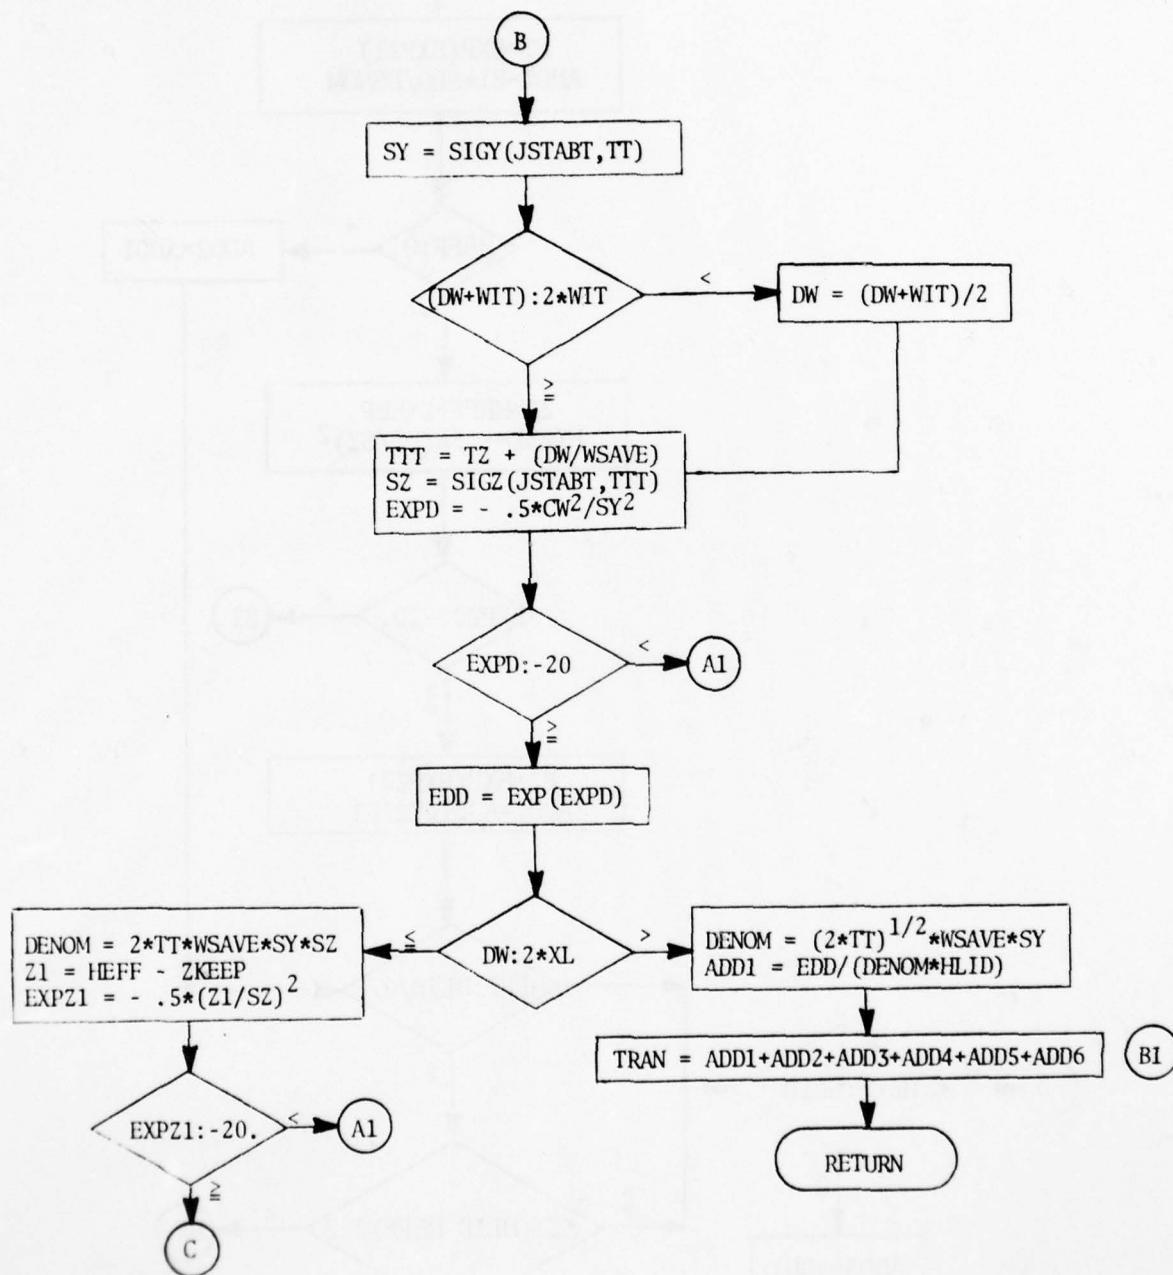 B
SY = SIGY(JSTABT,TT)
(DW+WIT):2*WIT
<
DW = (DW+WIT)/2
≧
TTT = TZ + (DW/WSAVE)
SZ = SIGZ(JSTABT,TTT)
EXPD = - .5*CW²/SY²
EXPD:-20
<
A1
≧
EDD = EXP(EXPD)
DW:2*XL
≦
>
DENOM = 2*TT*WSAVE*SY*SZ
Z1 = HEFF - ZKEEP
EXPZ1 = - .5*(Z1/SZ)²
DENOM = (2*TT)^1/2*WSAVE*SY
ADD1 = EDD/(DENOM*HLID)
TRAN = ADD1+ADD2+ADD3+ADD4+ADD5+ADD6
B1
EXPZ1:-20.
<
A1
RETURN
≧
C